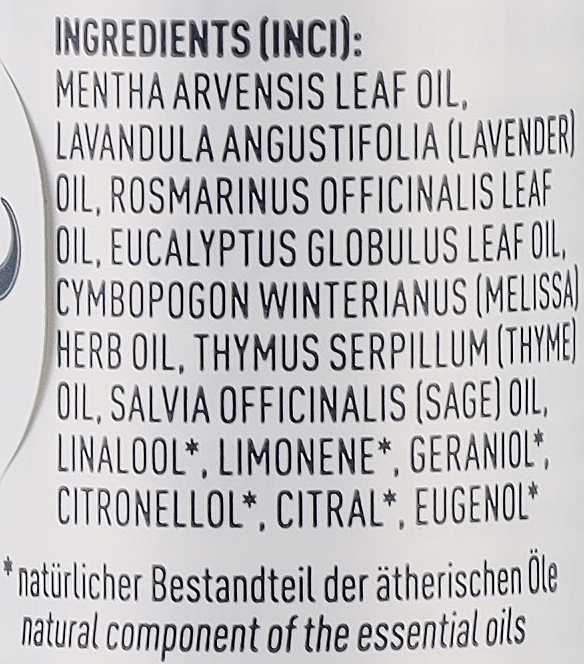 INGREDIENTS (INCI):
MENTHA ARVENSIS LEAF OIL,
LAVANDULA ANGUSTIFOLIA (LAVENDER)
OIL, ROSMARINUS OFFICINALIS LEAF
OIL, EUCALYPTUS GLOBULUS LEAF OIL,
CYMBOPOGON WINTERIANUS (MELISSA)
HERB OIL, THYMUS SERPILLUM (THYME)
OIL, SALVIA OFFICINALIS (SAGE) OIL,
LINALOOL*, LIMONENE*, GERANIOL*,
CITRONELLOL*, CITRAL*, EUGENOL*
*natürlicher Bestandteil der ätherischen Öle
natural component of the essential oils